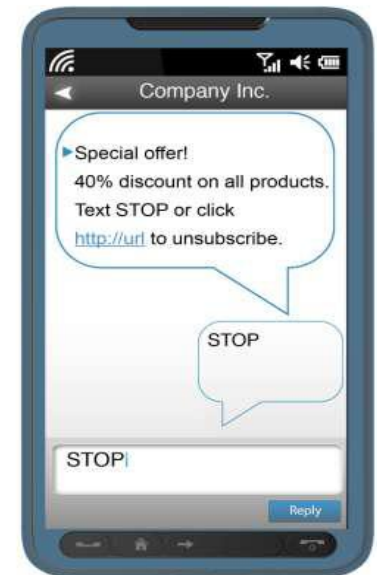 Company Inc.
Special offer!
40% discount on all products.
Text STOP or click
http://url to unsubscribe.
STOP
STOP
Reply